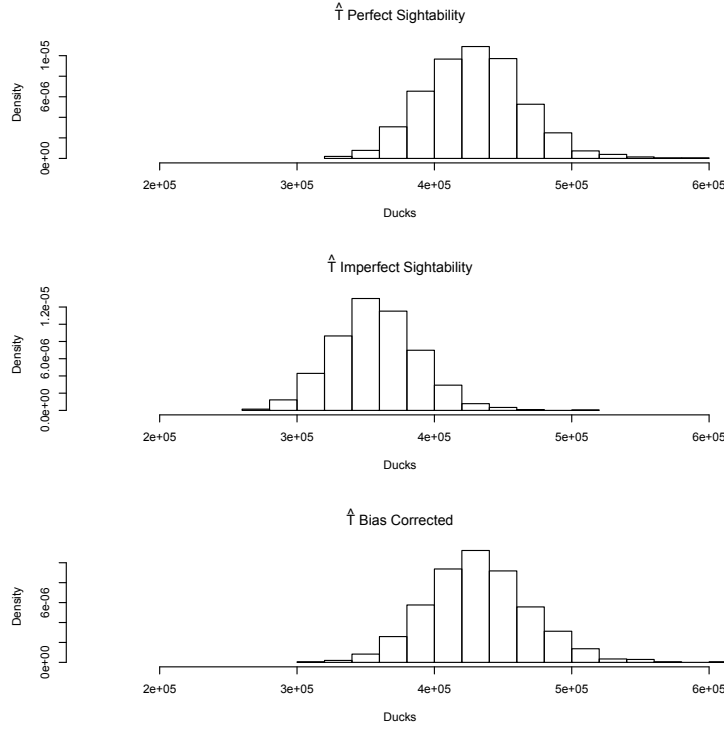 T̂ Perfect Sightability
Density
0e+00 6e-06 1e-05
2e+05 3e+05 4e+05 5e+05 6e+05
Ducks
T̂ Imperfect Sightability
Density
0.0e+00 6.0e-06 1.2e-05
2e+05 3e+05 4e+05 5e+05 6e+05
Ducks
T̂ Bias Corrected
Density
0e+00 6e-06
2e+05 3e+05 4e+05 5e+05 6e+05
Ducks